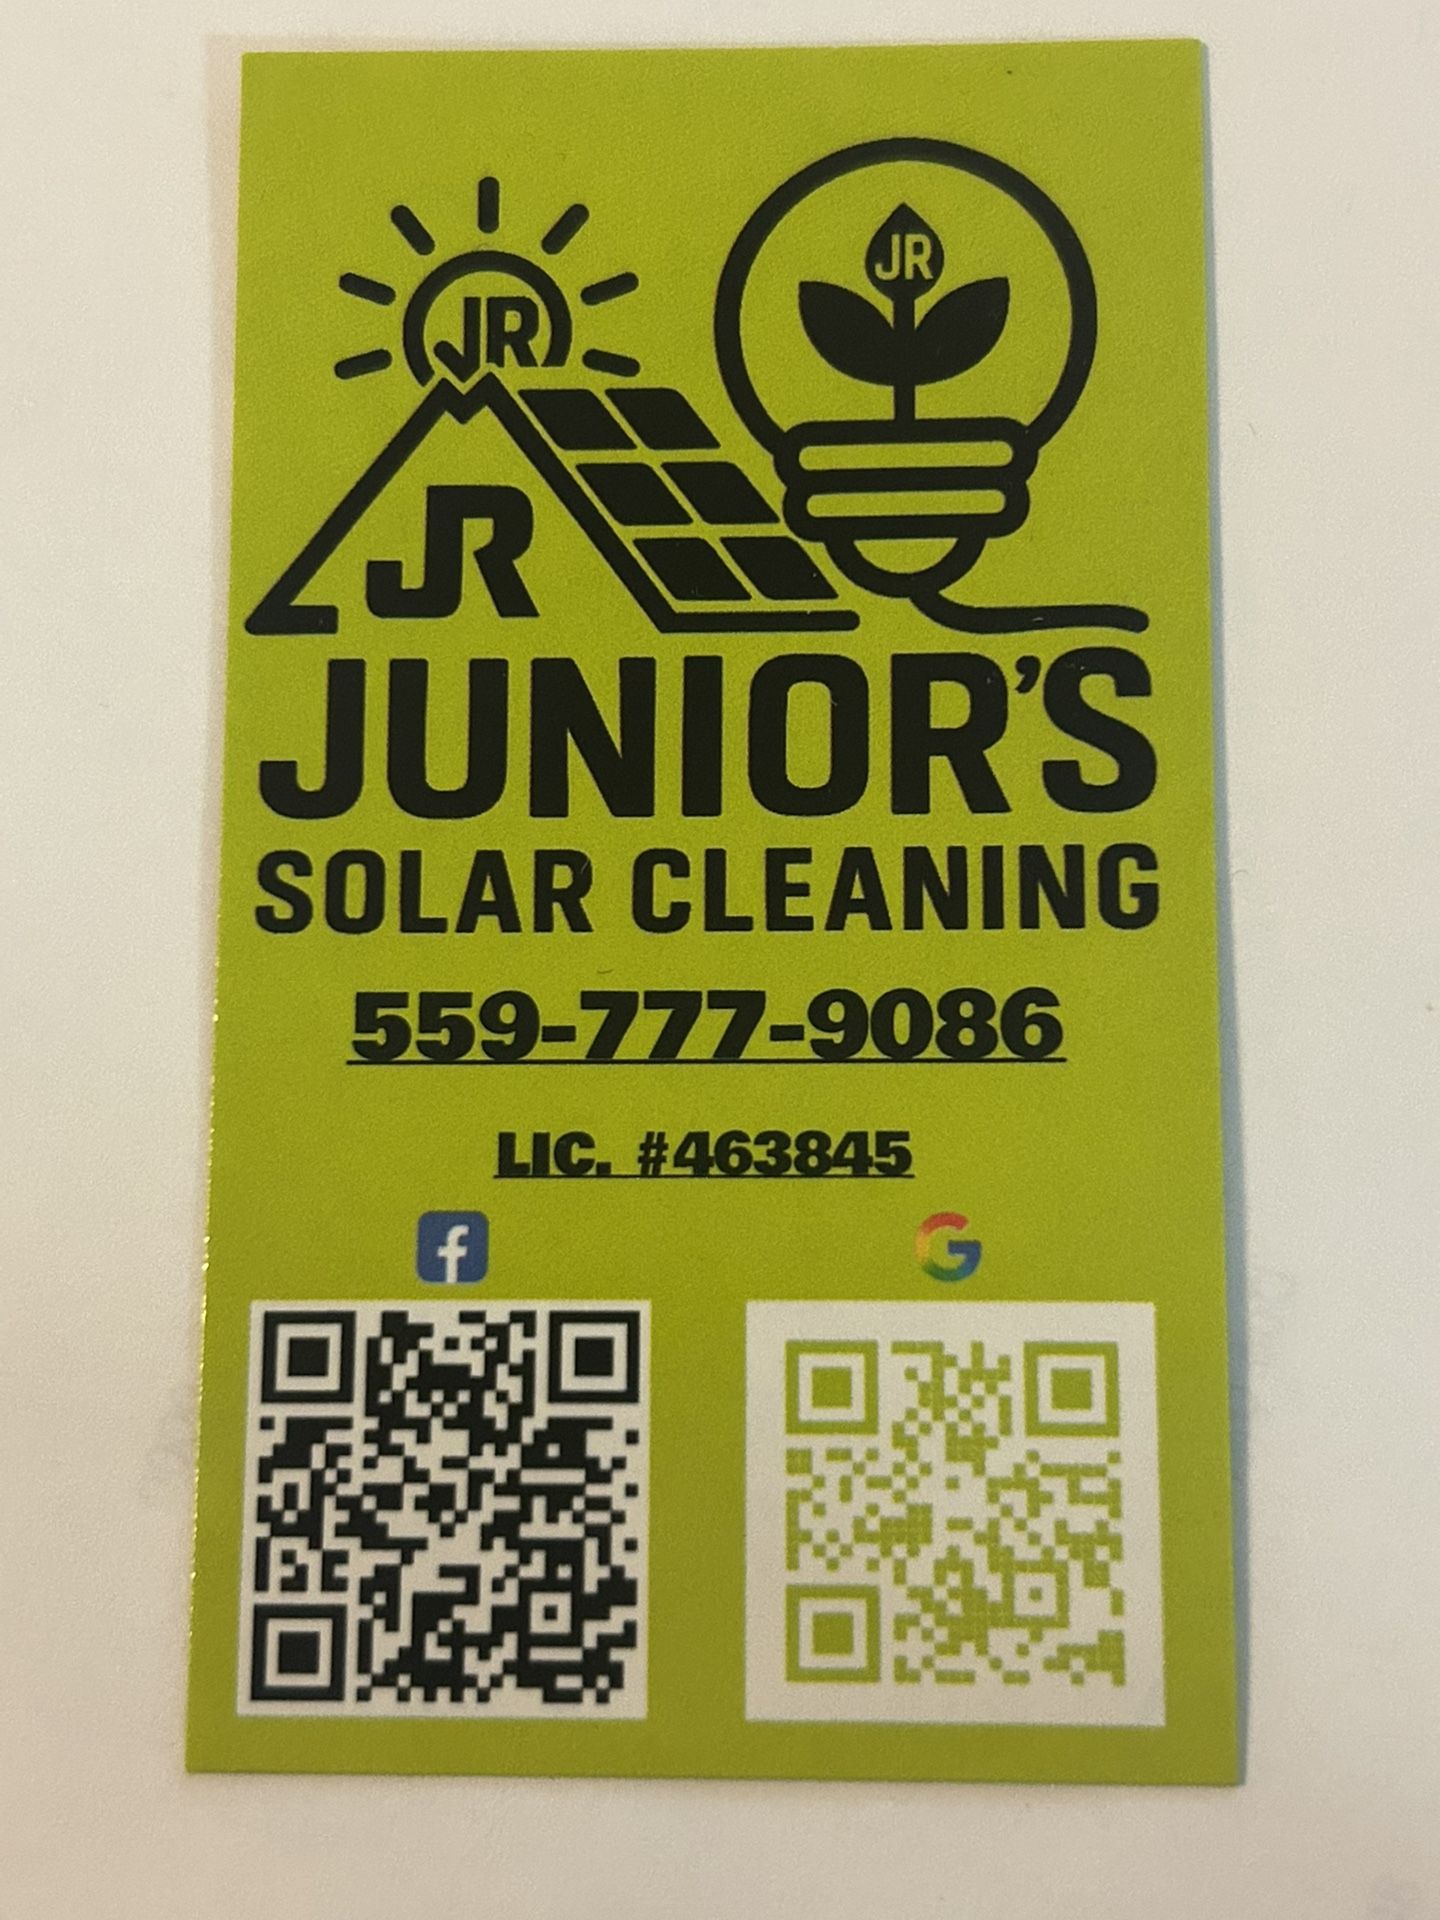 JR
JR
JR
JUNIOR'S
SOLAR CLEANING
559-777-9086
LIC. #463845
f
G